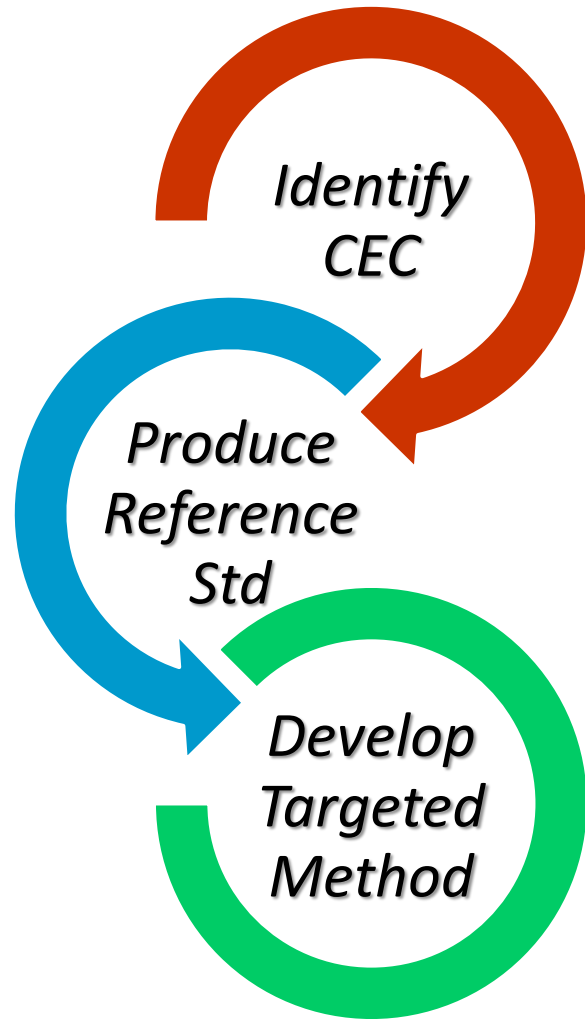 Identify
CEC
Produce
Reference
Std
Develop
Targeted
Method